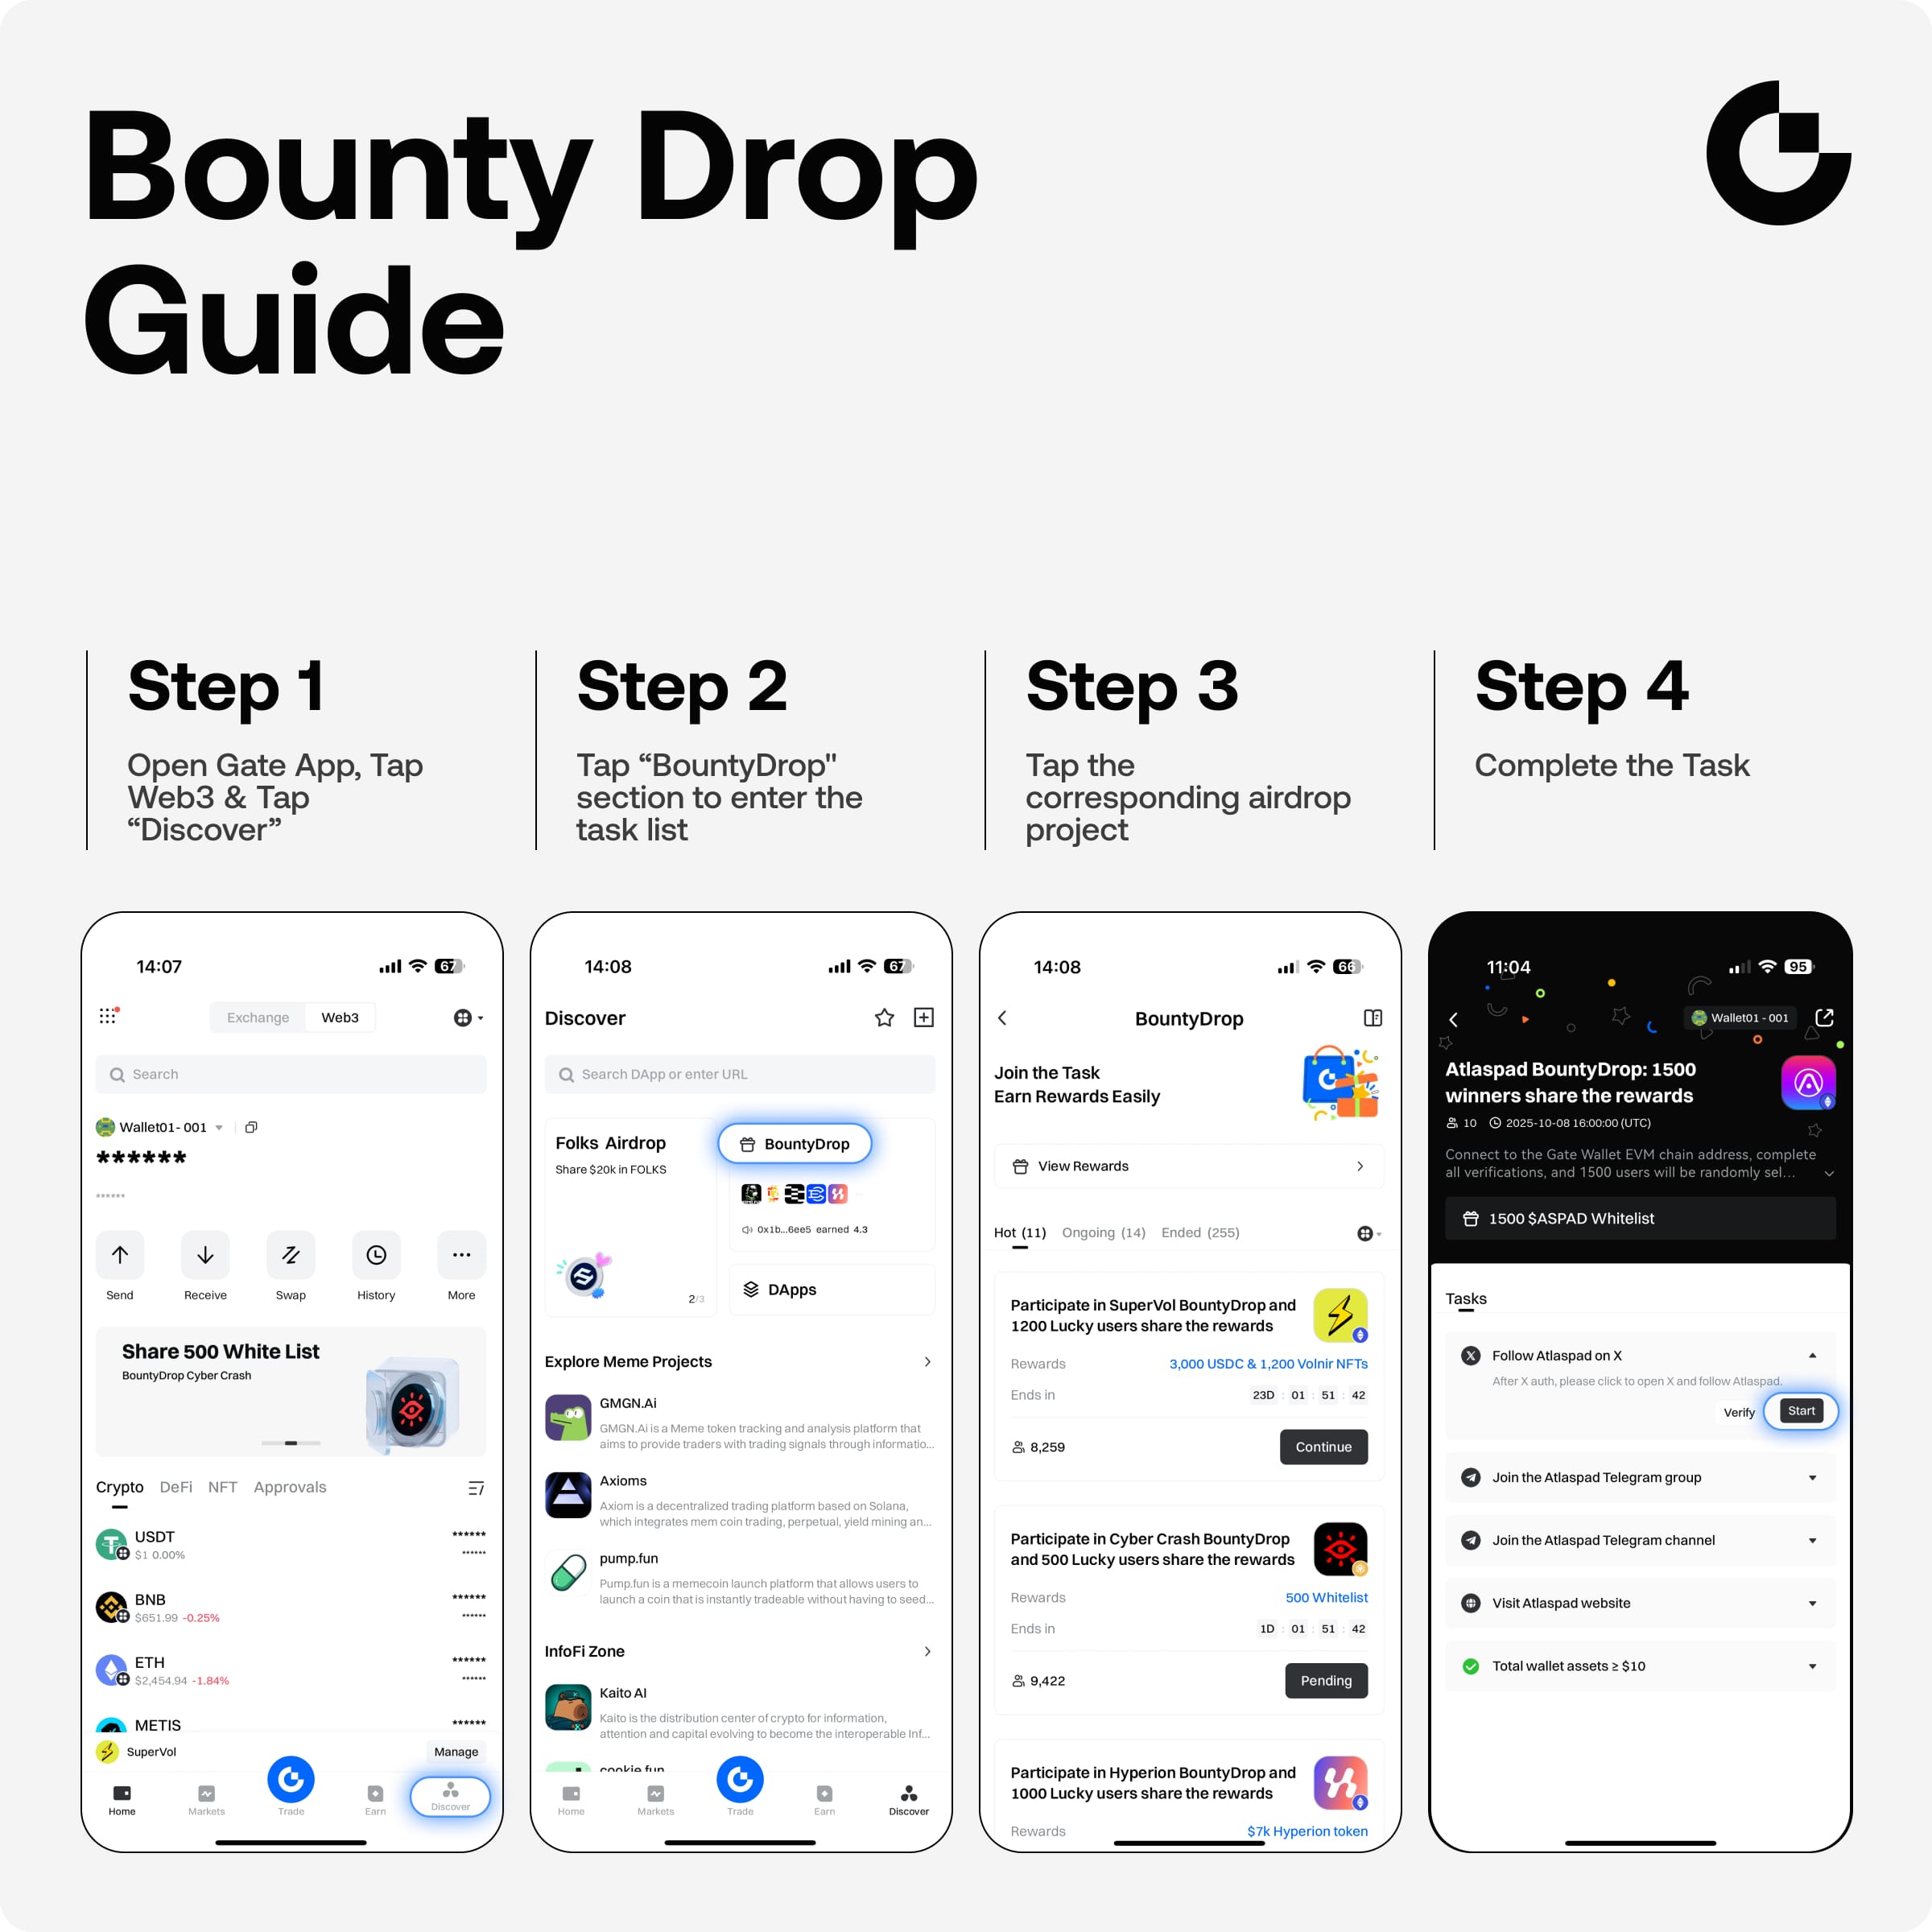 Bounty Drop
Guide
Step 1
Open Gate App, Tap
Web3 & Tap
“Discover”
Step 2
Tap “BountyDrop"
section to enter the
task list
Step 3
Tap the
corresponding airdrop
project
Step 4
Complete the Task
14:07
67
Exchange
Web3
Search
Wallet01- 001
******
******
Send
Receive
Swap
History
More
Share 500 White List
BountyDrop Cyber Crash
Crypto
DeFi
NFT
Approvals
USDT
******
$1 0.00%
******
BNB
******
$651.99 -0.25%
******
ETH
******
$2,454.94 -1.84%
******
METIS
******
SuperVol
Manage
Home
Markets
Trade
Earn
Discover
14:08
67
Discover
Search DApp or enter URL
Folks Airdrop
Share $20k in FOLKS
2/3
BountyDrop
0x1b...6ee5 earned 4.3
DApps
Explore Meme Projects
GMGN.Ai
GMGN.Ai is a Meme token tracking and analysis platform that
aims to provide traders with trading signals through informatio...
Axioms
Axiom is a decentralized trading platform based on Solana,
which integrates mem coin trading, perpetual, yield mining an...
pump.fun
Pump.fun is a memecoin launch platform that allows users to
launch a coin that is instantly tradeable without having to seed...
InfoFi Zone
Kaito AI
Kaito is the distribution center of crypto for information,
attention and capital evolving to become the interoperable Inf...
cookie.fun
Home
Markets
Trade
Earn
Discover
14:08
66
BountyDrop
Join the Task
Earn Rewards Easily
View Rewards
Hot (11)
Ongoing (14)
Ended (255)
Participate in SuperVol BountyDrop and
1200 Lucky users share the rewards
Rewards
3,000 USDC & 1,200 Volnir NFTs
Ends in
23D : 01 : 51 : 42
8,259
Continue
Participate in Cyber Crash BountyDrop
and 500 Lucky users share the rewards
Rewards
500 Whitelist
Ends in
1D : 01 : 51 : 42
9,422
Pending
Participate in Hyperion BountyDrop and
1000 Lucky users share the rewards
Rewards
$7k Hyperion token
11:04
95
Wallet01 - 001
Atlaspad BountyDrop: 1500
winners share the rewards
10
2025-10-08 16:00:00 (UTC)
Connect to the Gate Wallet EVM chain address, complete
all verifications, and 1500 users will be randomly sel...
1500 $ASPAD Whitelist
Tasks
Follow Atlaspad on X
After X auth, please click to open X and follow Atlaspad.
Verify
Start
Join the Atlaspad Telegram group
Join the Atlaspad Telegram channel
Visit Atlaspad website
Total wallet assets ≥ $10